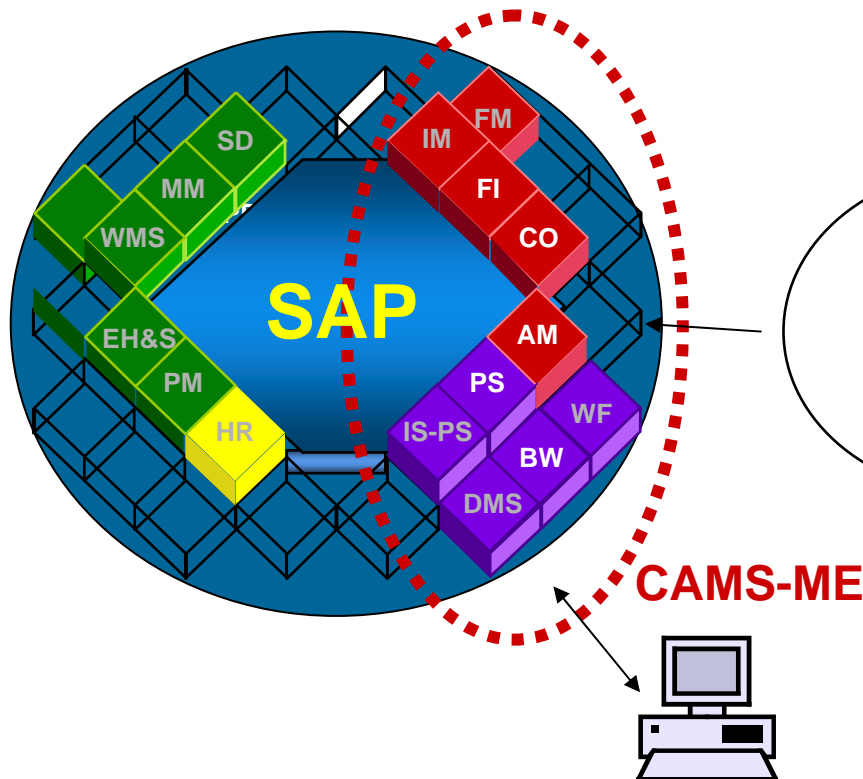 SD
MM
WMS
EH&S
PM
HR
SAP
FM
IM
FI
CO
AM
PS
WF
IS-PS
BW
DMS
CAMS-ME